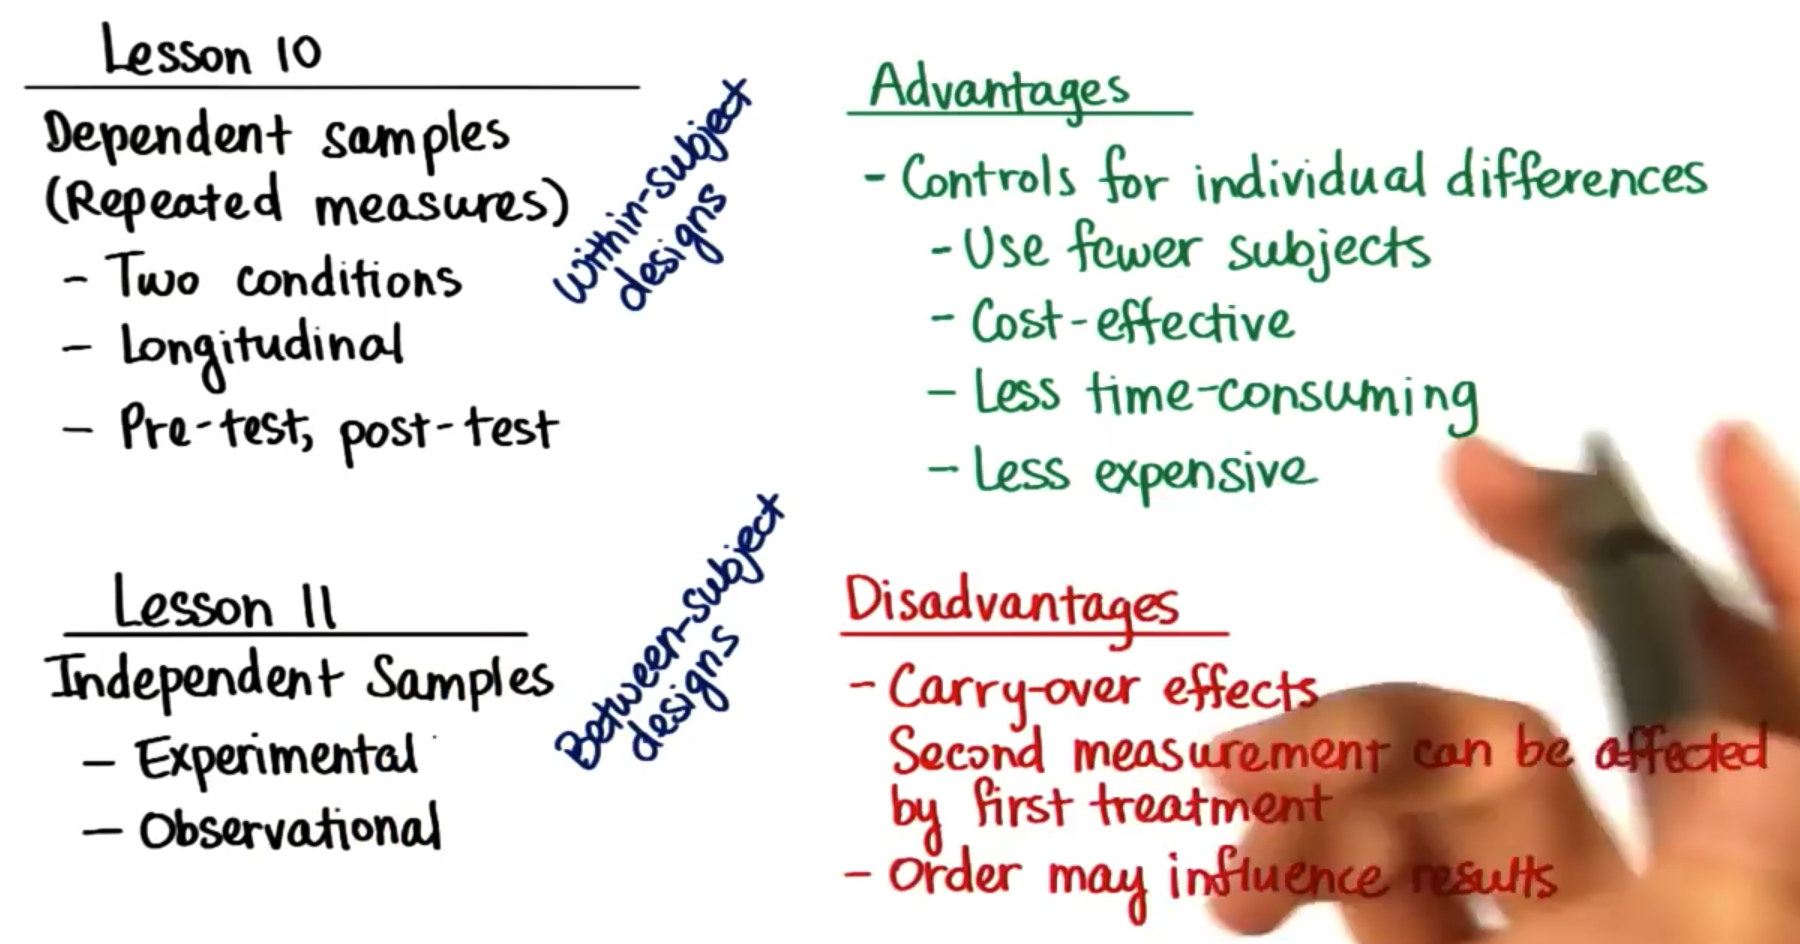 Lesson 10
Dependent samples
(Repeated measures)
- Two conditions
- Longitudinal
- Pre-test, post-test
Within-subject
designs
Lesson 11
Independent Samples
- Experimental
- Observational
Between-subject
designs
Advantages
- Controls for individual differences
- Use fewer subjects
- Cost-effective
- Less time-consuming
- Less expensive
Disadvantages
- Carry-over effects
Second measurement can be affected
by first treatment
- Order may influence results